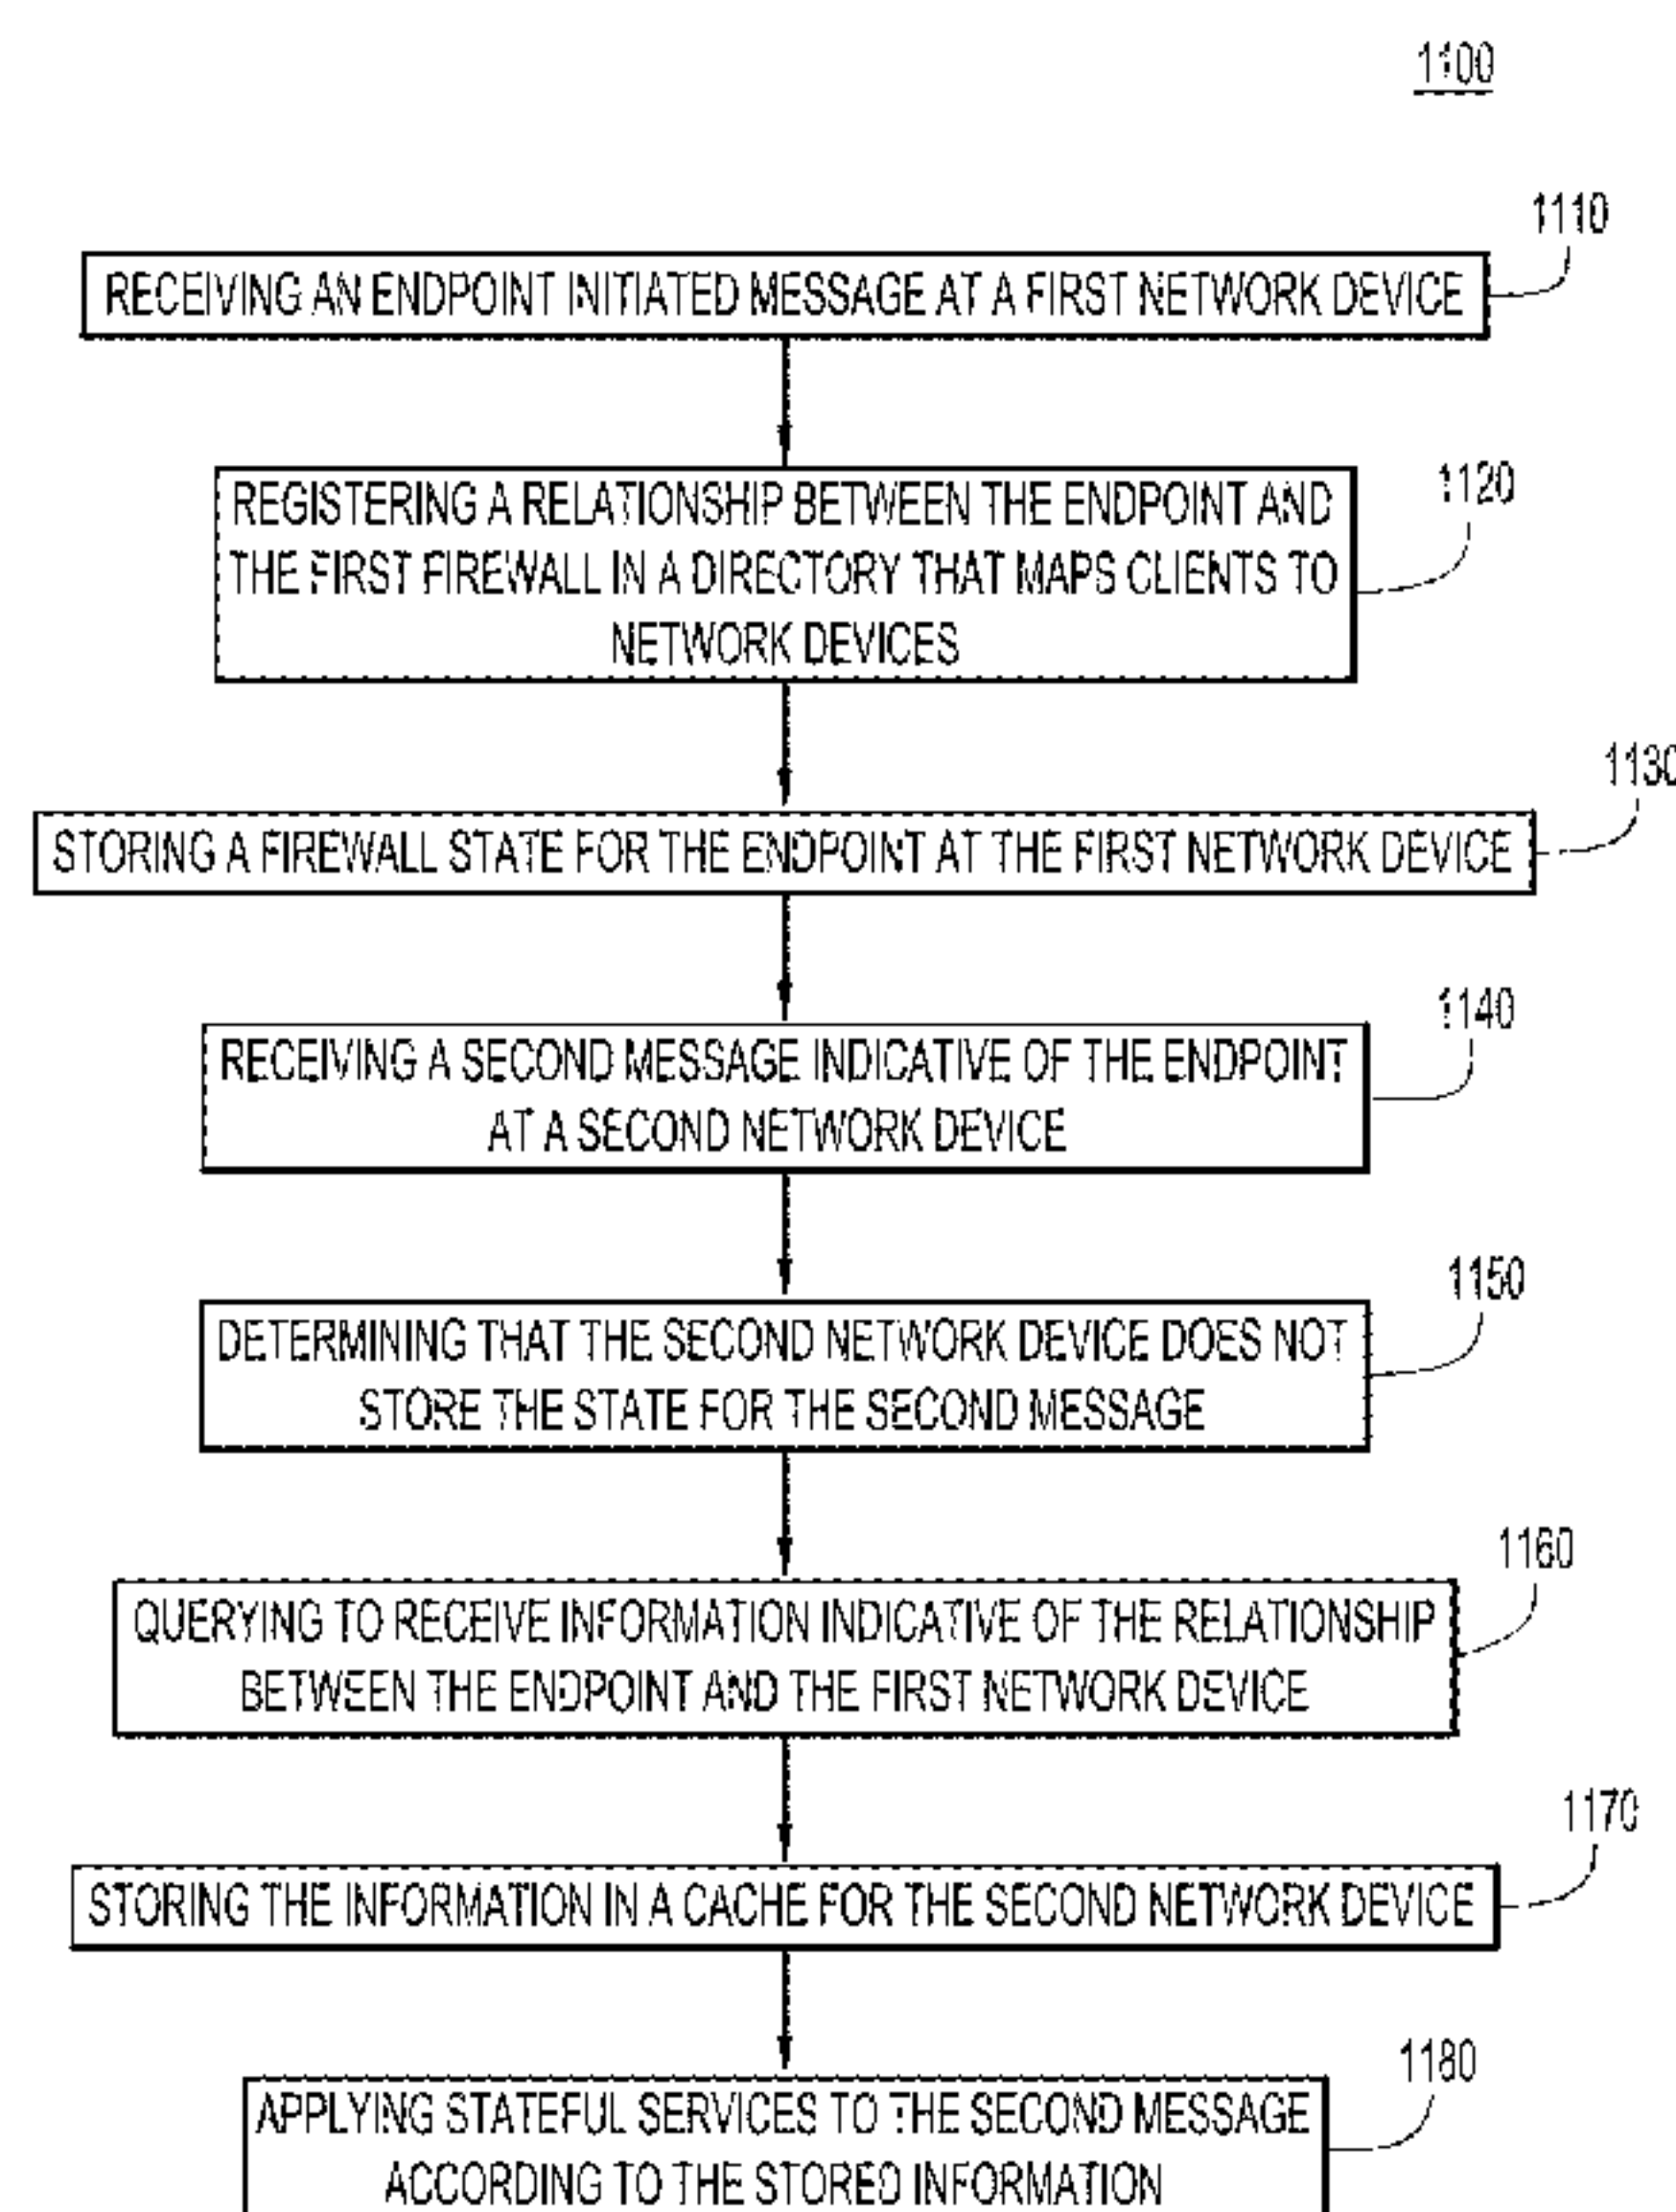 1100
1110
RECEIVING AN ENDPOINT INITIATED MESSAGE AT A FIRST NETWORK DEVICE
1120
REGISTERING A RELATIONSHIP BETWEEN THE ENDPOINT AND
THE FIRST FIREWALL IN A DIRECTORY THAT MAPS CLIENTS TO
NETWORK DEVICES
1130
STORING A FIREWALL STATE FOR THE ENDPOINT AT THE FIRST NETWORK DEVICE
1140
RECEIVING A SECOND MESSAGE INDICATIVE OF THE ENDPOINT
AT A SECOND NETWORK DEVICE
1150
DETERMINING THAT THE SECOND NETWORK DEVICE DOES NOT
STORE THE STATE FOR THE SECOND MESSAGE
1160
QUERYING TO RECEIVE INFORMATION INDICATIVE OF THE RELATIONSHIP
BETWEEN THE ENDPOINT AND THE FIRST NETWORK DEVICE
1170
STORING THE INFORMATION IN A CACHE FOR THE SECOND NETWORK DEVICE
1180
APPLYING STATEFUL SERVICES TO THE SECOND MESSAGE
ACCORDING TO THE STORED INFORMATION